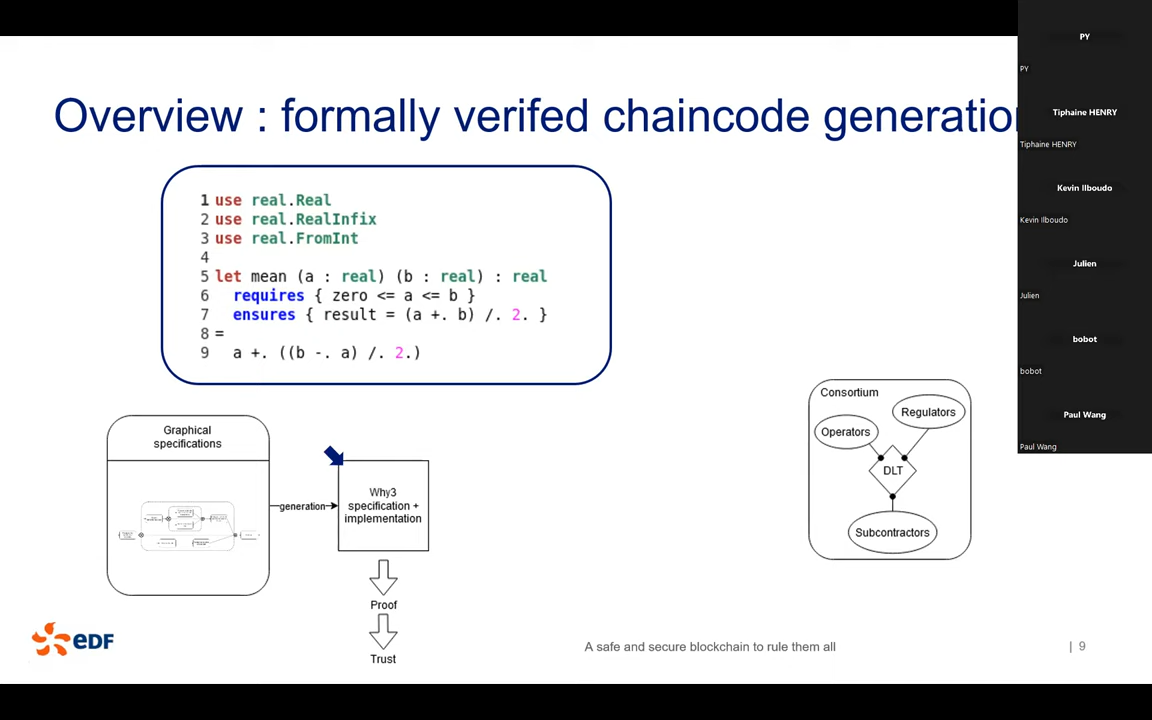 Overview : formally verifed chaincode generation
1 use real.Real
2 use real.RealInfix
3 use real.FromInt
4
5 let mean (a : real) (b : real) : real
6 requires { zero <= a <= b }
7 ensures { result = (a +. b) /. 2. }
8 =
9 a +. ((b -. a) /. 2.)
Graphical
specifications
generation
Why3
specification +
implementation
Proof
Trust
Consortium
Regulators
Operators
DLT
Subcontractors
EDF
A safe and secure blockchain to rule them all
| 9
PY
PY
Tiphaine HENRY
Tiphaine HENRY
Kevin Ilboudo
Kevin Ilboudo
Julien
Julien
bobot
bobot
Paul Wang
Paul Wang